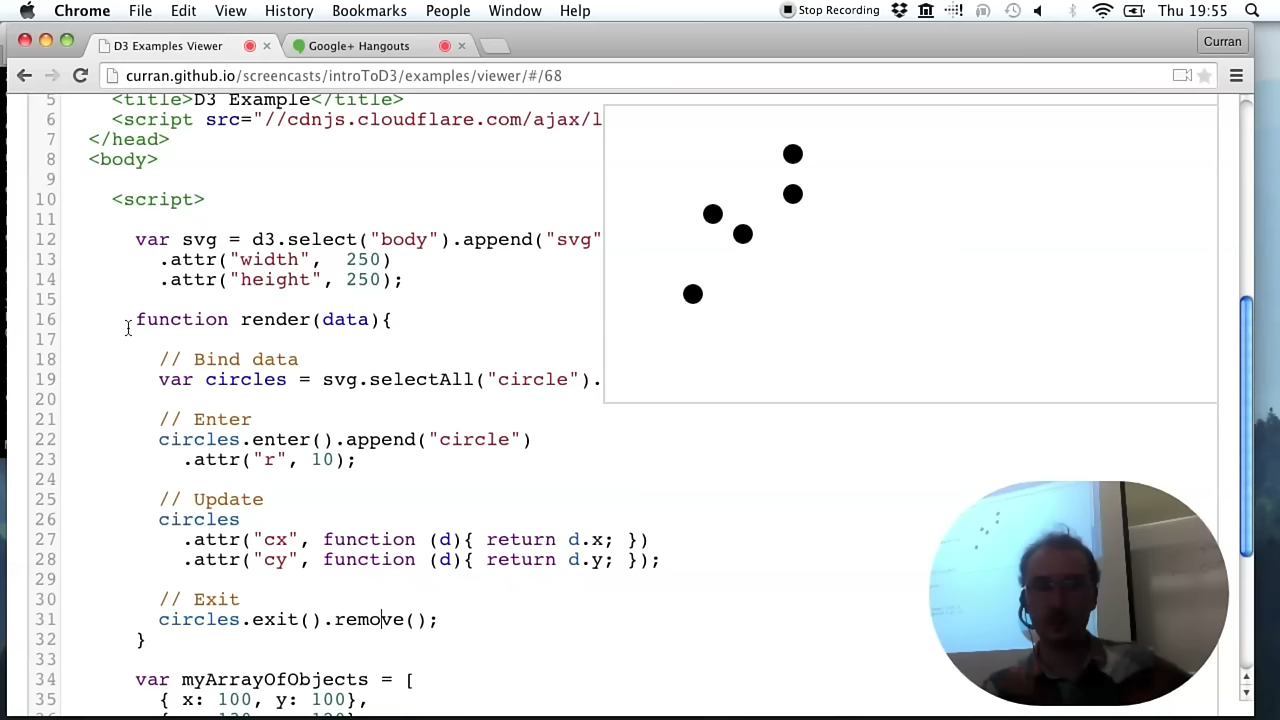 Chrome File Edit View History Bookmarks People Window Help Stop Recording Thu 19:55
D3 Examples Viewer Google+ Hangouts Curran
curran.github.io/screencasts/introToD3/examples/viewer/#/68
5 <title>D3 Example</title>
6 <script src="//cdnjs.cloudflare.com/ajax/l
7 </head>
8 <body>
9
10 <script>
11
12 var svg = d3.select("body").append("svg"
13 .attr("width", 250)
14 .attr("height", 250);
15
16 function render(data){
17
18 // Bind data
19 var circles = svg.selectAll("circle").
20
21 // Enter
22 circles.enter().append("circle")
23 .attr("r", 10);
24
25 // Update
26 circles
27 .attr("cx", function (d){ return d.x; })
28 .attr("cy", function (d){ return d.y; });
29
30 // Exit
31 circles.exit().remove();
32 }
33
34 var myArrayOfObjects = [
35 { x: 100, y: 100},